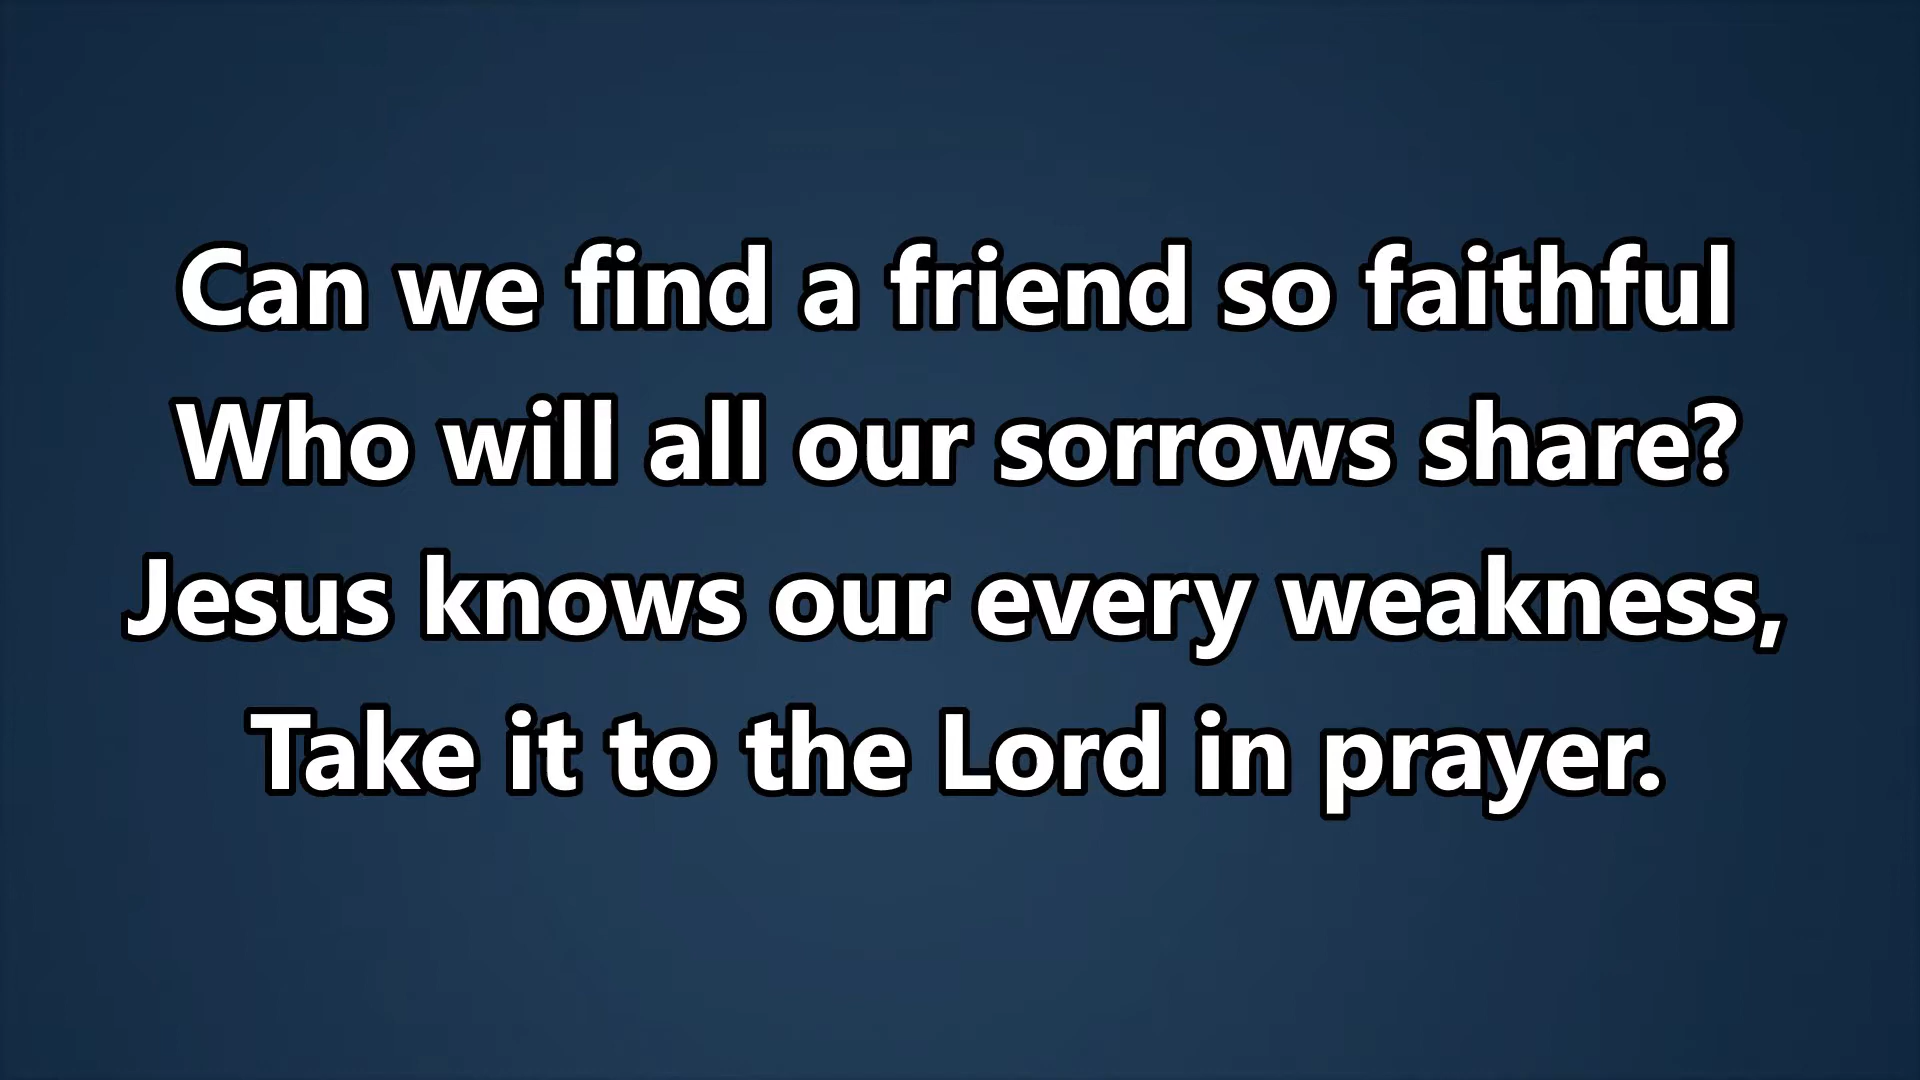 Can we find a friend so faithful
Who will all our sorrows share?
Jesus knows our every weakness,
Take it to the Lord in prayer.